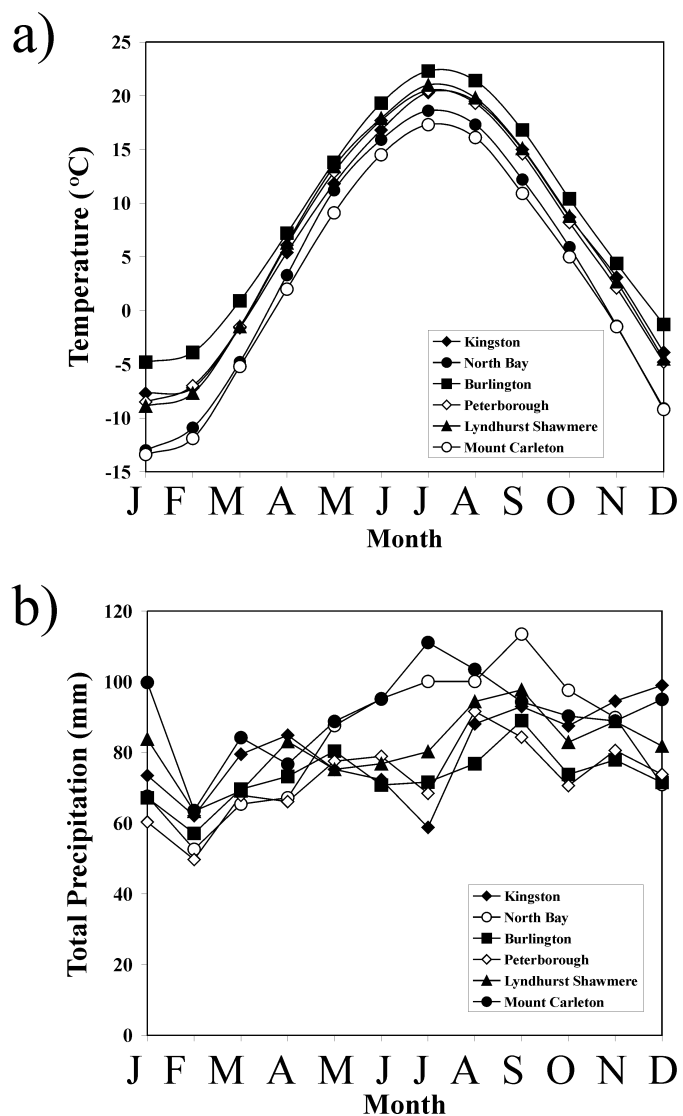 a)
25
20
15
10
5
0
-5
-10
-15
Temperature (ºC)
Kingston
North Bay
Burlington
Peterborough
Lyndhurst Shawmere
Mount Carleton
J F M A M J J A S O N D
Month
b)
120
100
80
60
40
20
0
Total Precipitation (mm)
Kingston
North Bay
Burlington
Peterborough
Lyndhurst Shawmere
Mount Carleton
J F M A M J J A S O N D
Month